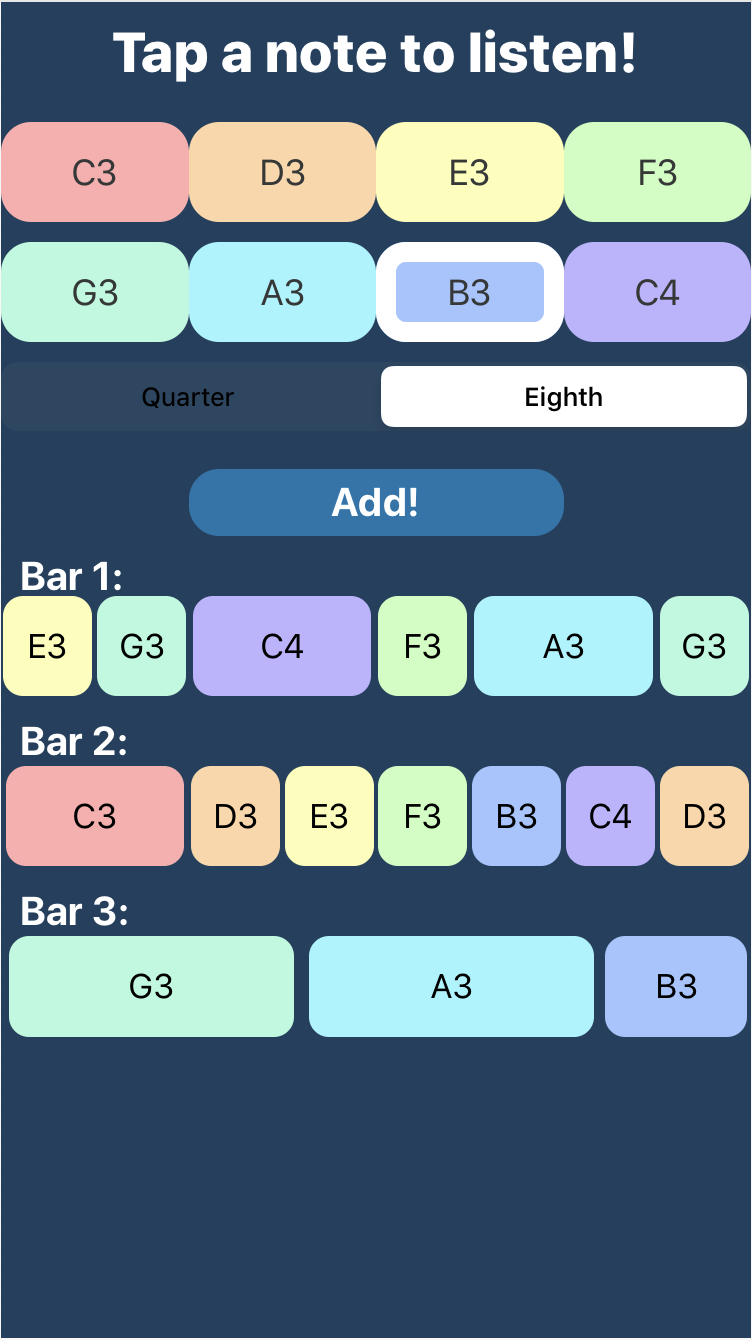 Tap a note to listen!
C3 D3 E3 F3
G3 A3 B3 C4
Quarter Eighth
Add!
Bar 1:
E3 G3 C4 F3 A3 G3
Bar 2:
C3 D3 E3 F3 B3 C4 D3
Bar 3:
G3 A3 B3